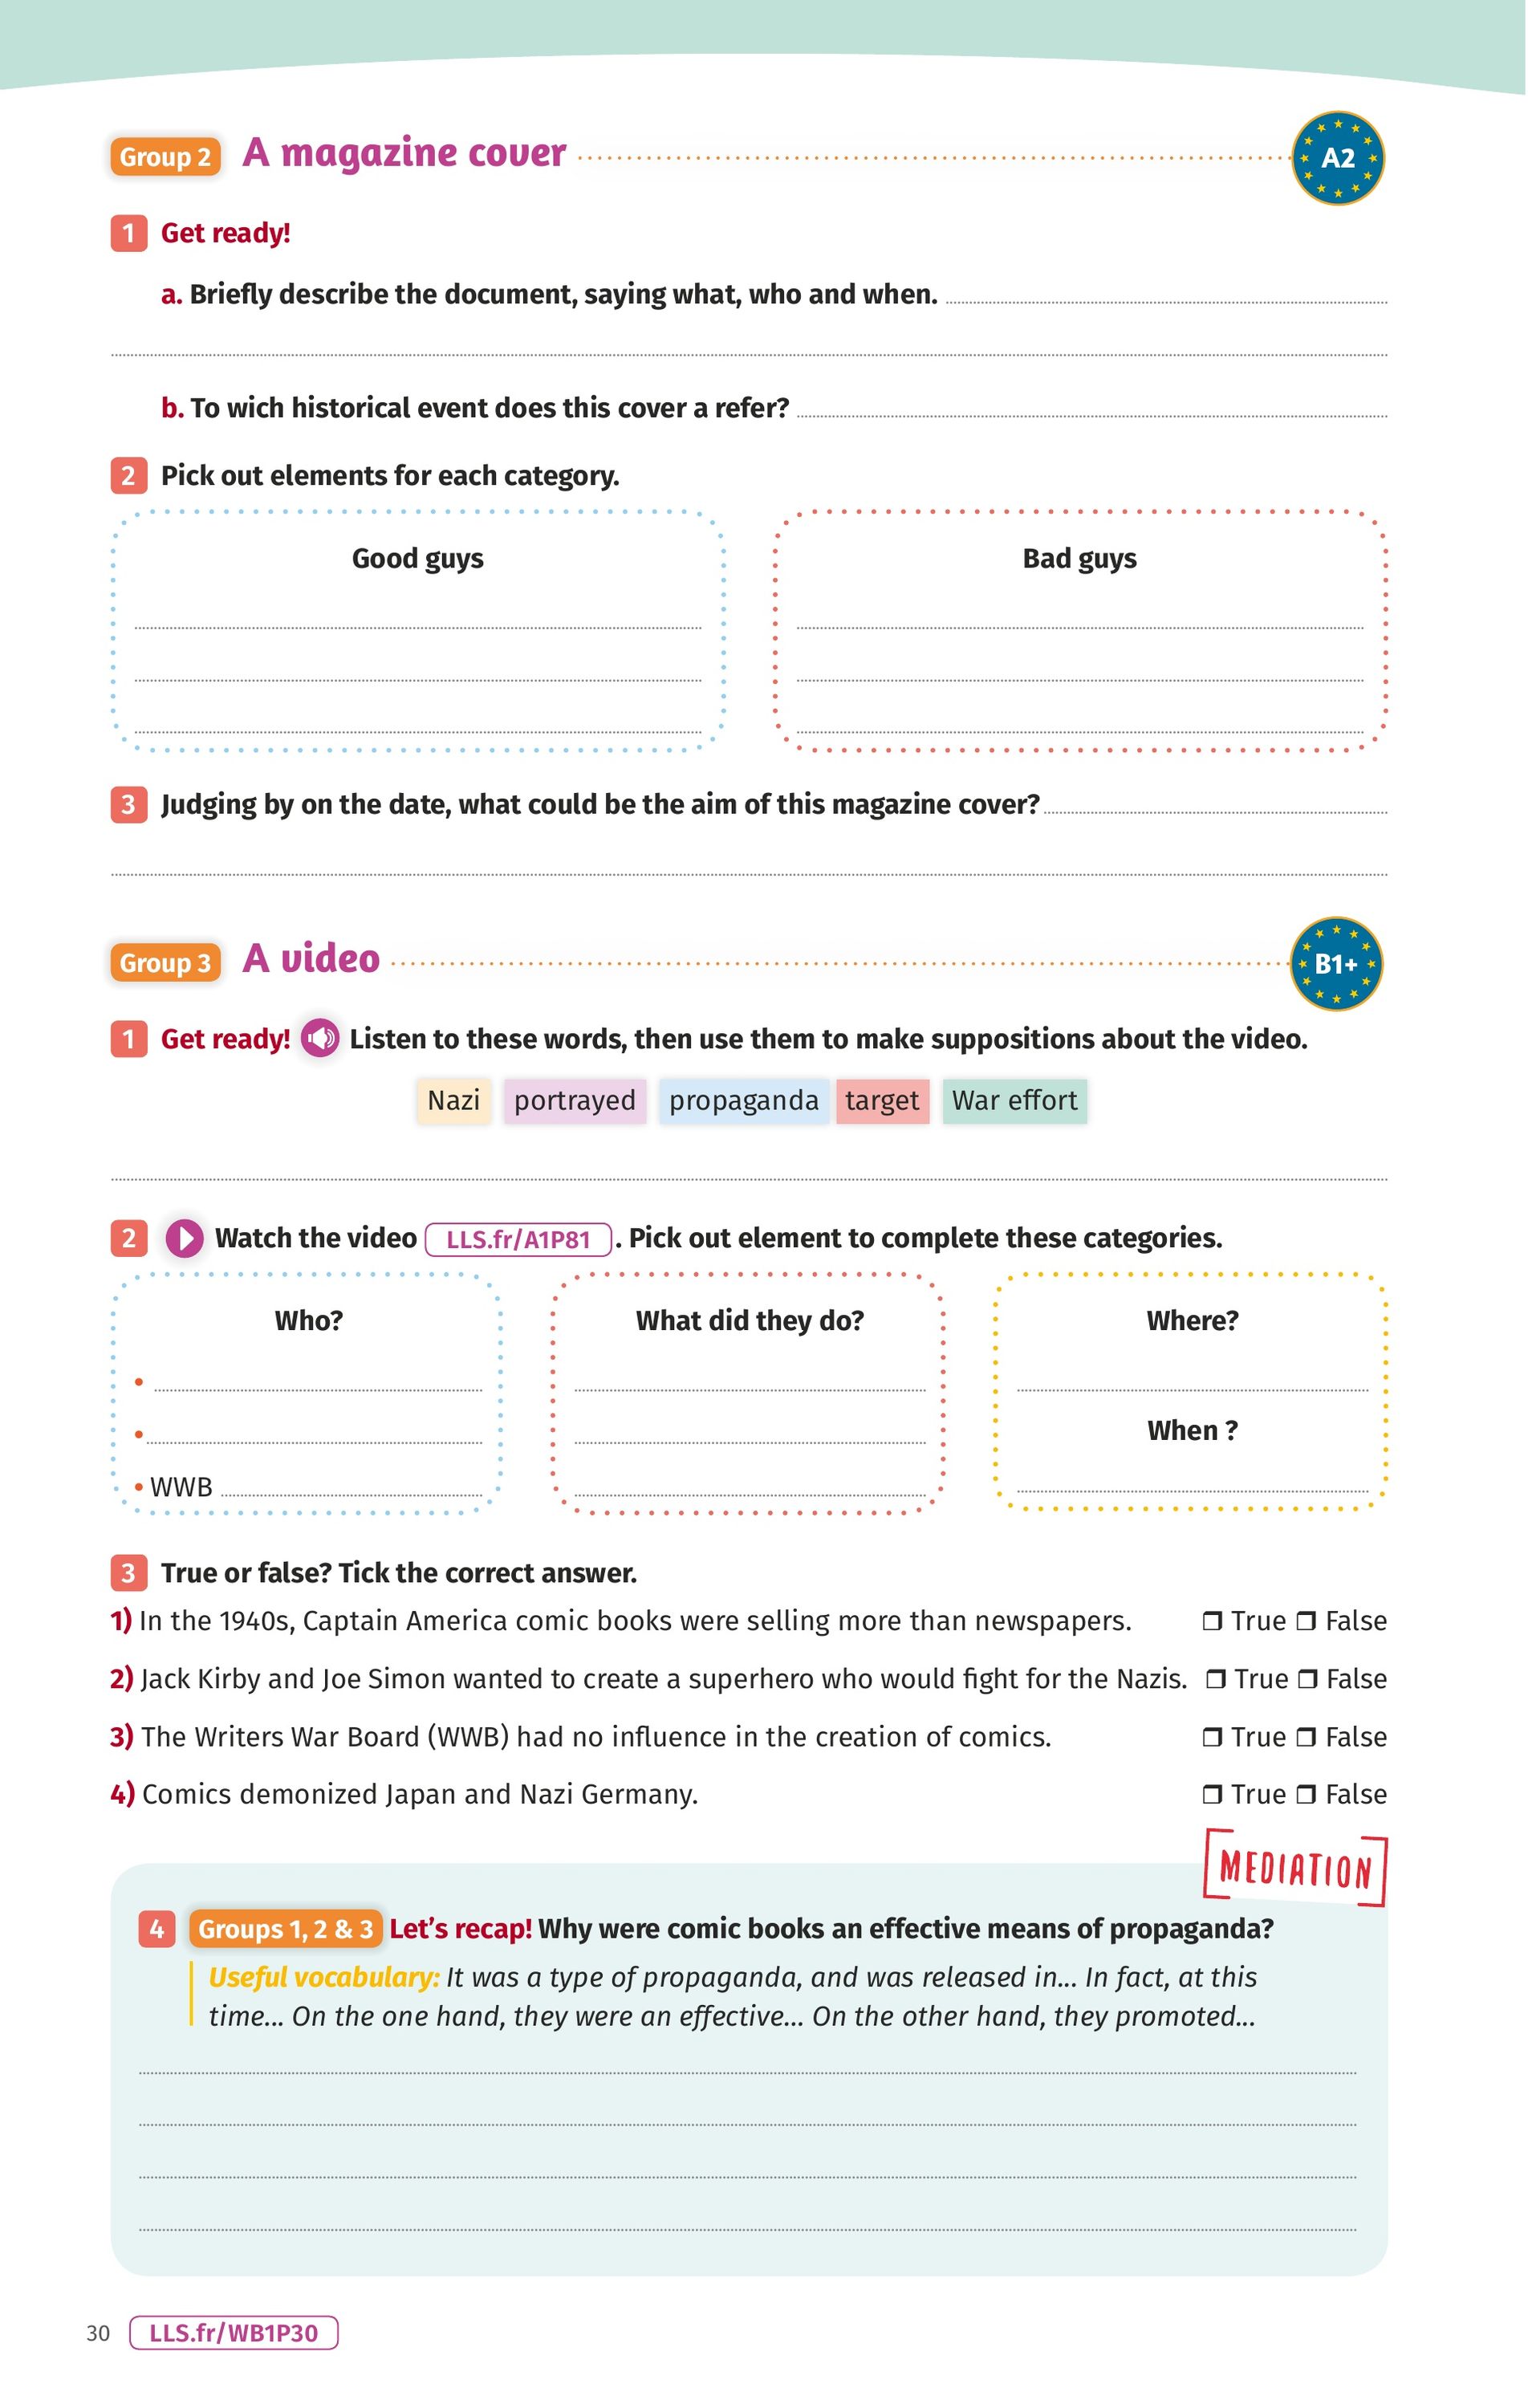 Group 2 A magazine cover A2
1 Get ready!
a. Briefly describe the document, saying what, who and when.
b. To wich historical event does this cover a refer?
2 Pick out elements for each category.
Good guys
Bad guys
3 Judging by on the date, what could be the aim of this magazine cover?
Group 3 A video B1+
1 Get ready! Listen to these words, then use them to make suppositions about the video.
Nazi portrayed propaganda target War effort
2 Watch the video LLS.fr/A1P81 . Pick out element to complete these categories.
Who?
• WWB
What did they do?
Where?
When ?
3 True or false? Tick the correct answer.
1) In the 1940s, Captain America comic books were selling more than newspapers. ❒ True ❒ False
2) Jack Kirby and Joe Simon wanted to create a superhero who would fight for the Nazis. ❒ True ❒ False
3) The Writers War Board (WWB) had no influence in the creation of comics. ❒ True ❒ False
4) Comics demonized Japan and Nazi Germany. ❒ True ❒ False
MEDIATION
4 Groups 1, 2 & 3 Let's recap! Why were comic books an effective means of propaganda?
Useful vocabulary: It was a type of propaganda, and was released in... In fact, at this
time... On the one hand, they were an effective... On the other hand, they promoted...
30 LLS.fr/WB1P30